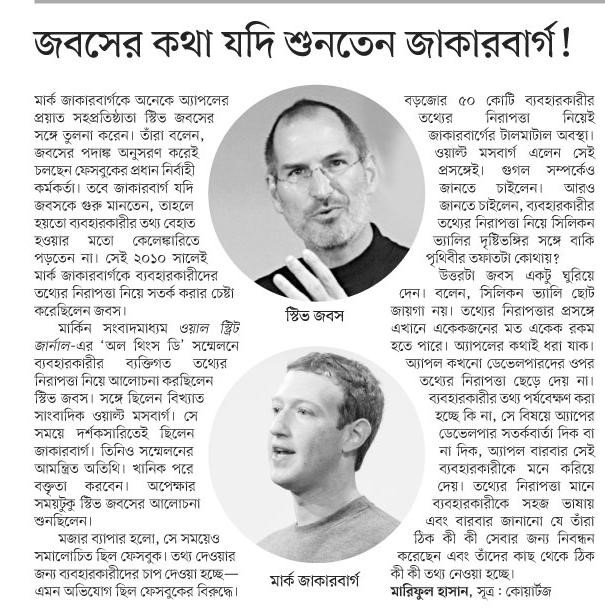 জবসের কথা যদি শুনতেন জাকারবার্গ!
মার্ক জাকারবার্গকে অনেকে অ্যাপলের
প্রয়াত সহপ্রতিষ্ঠাতা স্টিভ জবসের
সঙ্গে তুলনা করেন। তাঁরা বলেন,
জবসের পদাঙ্ক অনুসরণ করেই
চলছেন ফেসবুকের প্রধান নির্বাহী
কর্মকর্তা। তবে জাকারবার্গ যদি
জবসকে গুরু মানতেন, তাহলে
হয়তো ব্যবহারকারীর তথ্য বেহাত
হওয়ার মতো কেলেঙ্কারিতে
পড়তেন না। সেই ২০১০ সালেই
মার্ক জাকারবার্গকে ব্যবহারকারীদের
তথ্যের নিরাপত্তা নিয়ে সতর্ক করার চেষ্টা
করেছিলেন জবস।
মার্কিন সংবাদমাধ্যম ওয়াল স্ট্রিট
জার্নাল-এর ‘অল থিংস ডি’ সম্মেলনে
ব্যবহারকারীর ব্যক্তিগত তথ্যের
নিরাপত্তা নিয়ে আলোচনা করছিলেন
স্টিভ জবস। সঙ্গে ছিলেন বিখ্যাত
সাংবাদিক ওয়াল্ট মসবার্গ। সে
সময়ে দর্শকসারিতেই ছিলেন
জাকারবার্গ। তিনিও সম্মেলনের
আমন্ত্রিত অতিথি। খানিক পরে
বক্তৃতা করবেন। অপেক্ষার
সময়টুকু স্টিভ জবসের আলোচনা
শুনছিলেন।
মজার ব্যাপার হলো, সে সময়েও
সমালোচিত ছিল ফেসবুক। তথ্য দেওয়ার
জন্য ব্যবহারকারীদের চাপ দেওয়া হচ্ছে—
এমন অভিযোগ ছিল ফেসবুকের বিরুদ্ধে।
স্টিভ জবস
মার্ক জাকারবার্গ
বড়জোর ৫০ কোটি ব্যবহারকারীর
তথ্যের নিরাপত্তা নিয়েই
জাকারবার্গের টালমাটাল অবস্থা।
ওয়াল্ট মসবার্গ এলেন সেই
প্রসঙ্গেই। গুগল সম্পর্কেও
জানতে চাইলেন। আরও
জানতে চাইলেন, ব্যবহারকারীর
তথ্যের নিরাপত্তা নিয়ে সিলিকন
ভ্যালির দৃষ্টিভঙ্গির সঙ্গে বাকি
পৃথিবীর তফাতটা কোথায়?
উত্তরটা জবস একটু ঘুরিয়ে
দেন। বলেন, সিলিকন ভ্যালি ছোট
জায়গা নয়। তথ্যের নিরাপত্তার প্রসঙ্গে
এখানে একেকজনের মত একেক রকম
হতে পারে। অ্যাপলের কথাই ধরা যাক।
অ্যাপল কখনো ডেভেলপারদের ওপর
তথ্যের নিরাপত্তা ছেড়ে দেয় না।
ব্যবহারকারীর তথ্য পর্যবেক্ষণ করা
হচ্ছে কি না, সে বিষয়ে অ্যাপের
ডেভেলপার সতর্কবার্তা দিক বা
না দিক, অ্যাপল বারবার সেই
ব্যবহারকারীকে মনে করিয়ে
দেয়। তথ্যের নিরাপত্তা মানে
ব্যবহারকারীকে সহজ ভাষায়
এবং বারবার জানানো যে তাঁরা
ঠিক কী কী সেবার জন্য নিবন্ধন
করেছেন এবং তাঁদের কাছ থেকে ঠিক
কী কী তথ্য নেওয়া হচ্ছে।
মারিফুল হাসান, সূত্র : কোয়ার্টজ